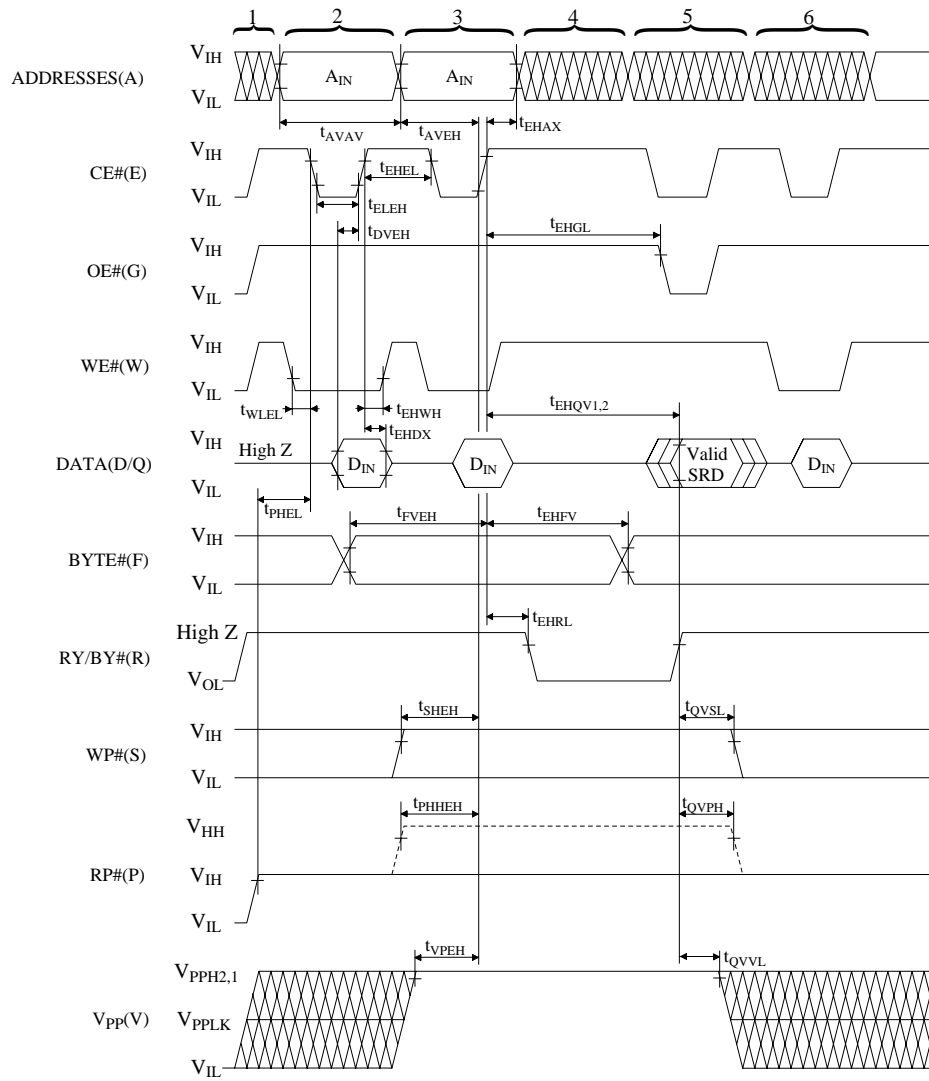 1 2 3 4 5 6
V_IH
ADDRESSES(A) A_IN A_IN
V_IL
t_AVAV t_AVEH t_EHAX
V_IH
CE#(E) t_EHEL
V_IL
t_ELEH
t_DVEH t_EHGL
V_IH
OE#(G)
V_IL
V_IH
WE#(W)
V_IL
t_WLEL t_EHWH t_EHQV1,2
t_EHDX
V_IH
High Z
DATA(D/Q) D_IN D_IN Valid SRD D_IN
V_IL
t_PHEL t_FVEH t_EHFV
V_IH
BYTE#(F)
V_IL
t_EHRL
High Z
RY/BY#(R)
V_OL
t_SHEH t_QVSL
V_IH
WP#(S)
V_IL
t_PHHEH t_QVPH
V_HH
RP#(P) V_IH
V_IL
t_VPEH t_QVVL
V_PPH2,1
V_PP(V) V_PPLK
V_IL